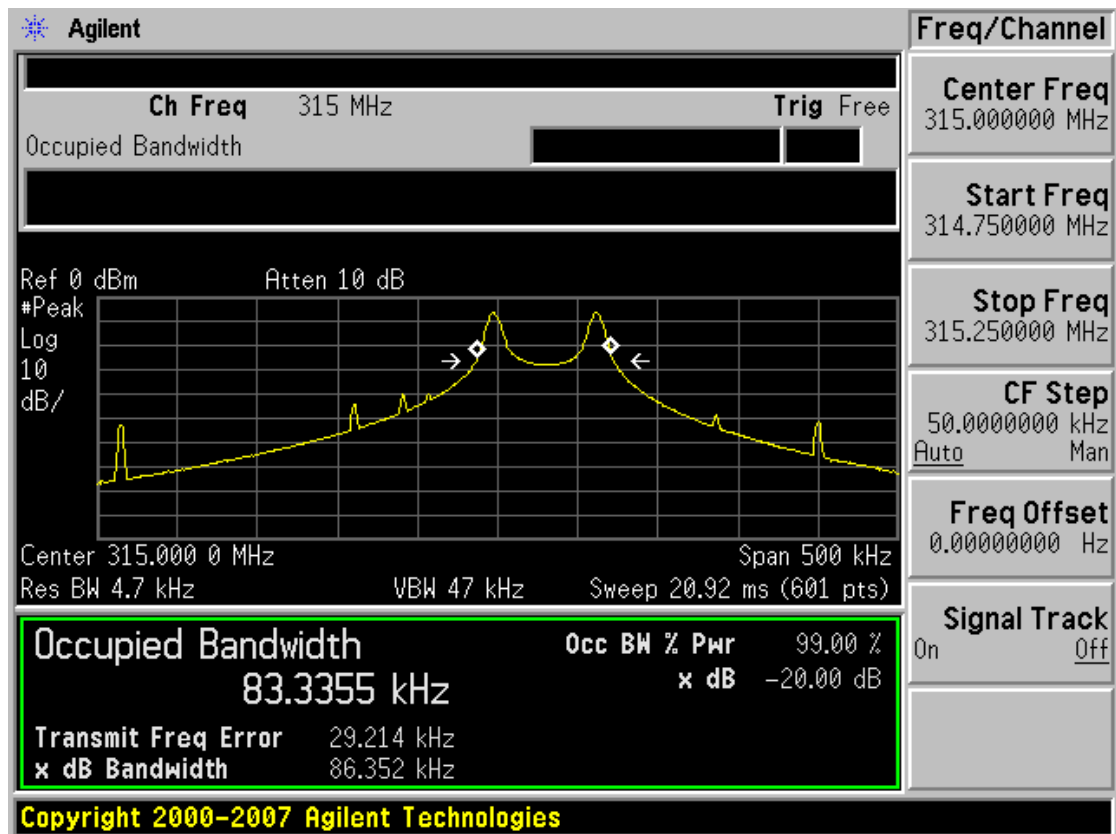 Agilent
Freq/Channel
Ch Freq 315 MHz Trig Free
Occupied Bandwidth
Center Freq
315.000000 MHz
Start Freq
314.750000 MHz
Stop Freq
315.250000 MHz
CF Step
50.0000000 kHz
Auto Man
Freq Offset
0.00000000 Hz
Signal Track
On Off
Ref 0 dBm Atten 10 dB
#Peak
Log
10
dB/
Center 315.000 0 MHz Span 500 kHz
Res BW 4.7 kHz VBW 47 kHz Sweep 20.92 ms (601 pts)
Occupied Bandwidth Occ BW % Pwr 99.00 %
83.3355 kHz x dB -20.00 dB
Transmit Freq Error 29.214 kHz
x dB Bandwidth 86.352 kHz
Copyright 2000-2007 Agilent Technologies